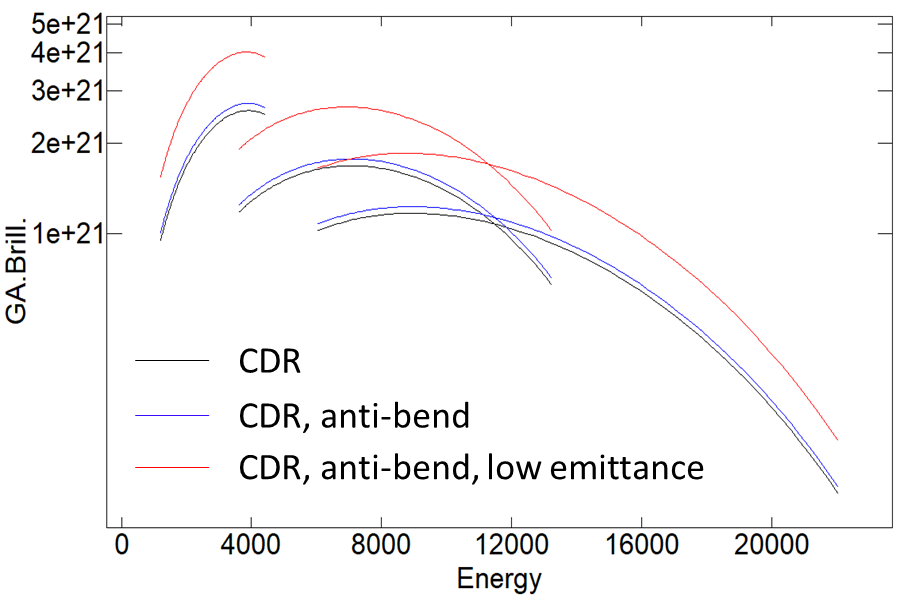 5e+21
4e+21
3e+21
2e+21
1e+21
GA.Brill.
CDR
CDR, anti-bend
CDR, anti-bend, low emittance
0 4000 8000 12000 16000 20000
Energy